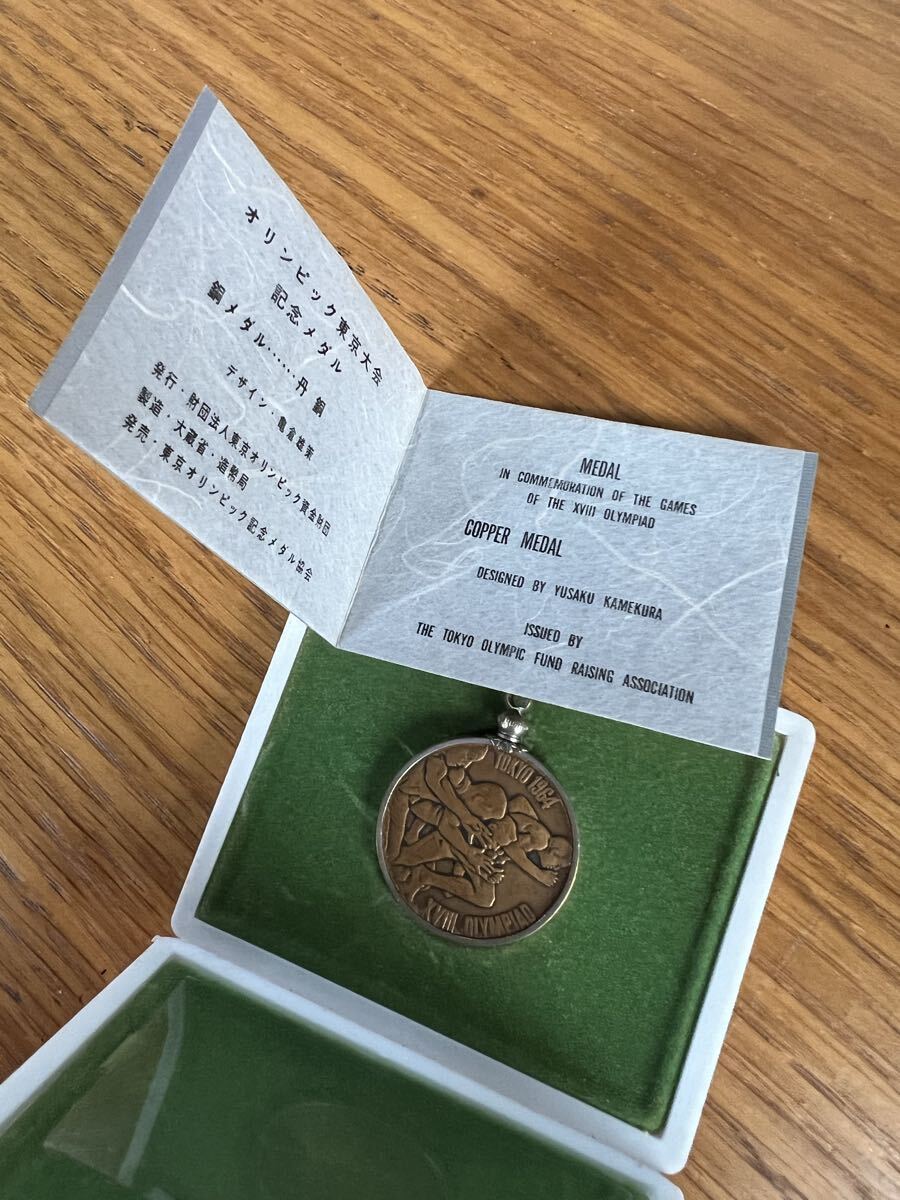 オリンピック東京大会
記念メダル
銅メダル……丹銅
デザイン・亀倉雄策
発行・財団法人東京オリンピック資金財団
製造・大蔵省・造幣局
発売・東京オリンピック記念メダル協会
MEDAL
IN COMMEMORATION OF THE GAMES
OF THE XVIII OLYMPIAD
COPPER MEDAL
DESIGNED BY YUSAKU KAMEKURA
ISSUED BY
THE TOKYO OLYMPIC FUND RAISING ASSOCIATION
TOKYO 1964
XVIII OLYMPIAD